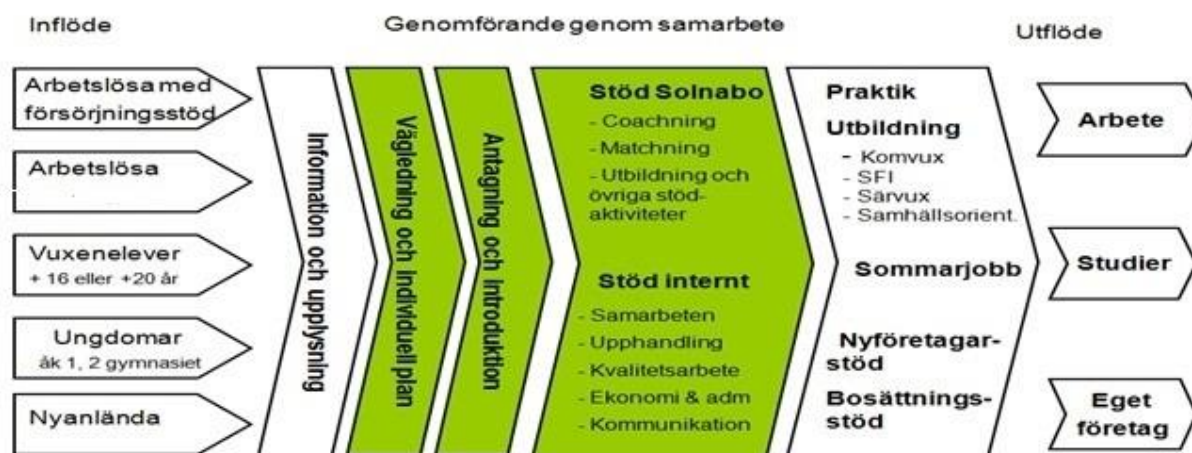 Inflöde
Genomförande genom samarbete
Utflöde
Arbetslösa med
försörjningsstöd
Arbetslösa
.
Vuxenelever
+ 16 eller +20 år
Ungdomar
åk 1, 2 gymnasiet
Nyanlända
Information och upplysning
Vägledning och individuell plan
Antagning och introduktion
Stöd Solnabo
- Coachning
- Matchning
- Utbildning och
övriga stöd-
aktiviteter
Stöd internt
- Samarbeten
- Upphandling
- Kvalitetsarbete
- Ekonomi & adm
- Kommunikation
Praktik
Utbildning
- Komvux
- SFI
- Särvux
- Samhällsorient.
Sommarjobb
Nyföretagar-
stöd
Bosättnings-
stöd
Arbete
Studier
Eget
företag